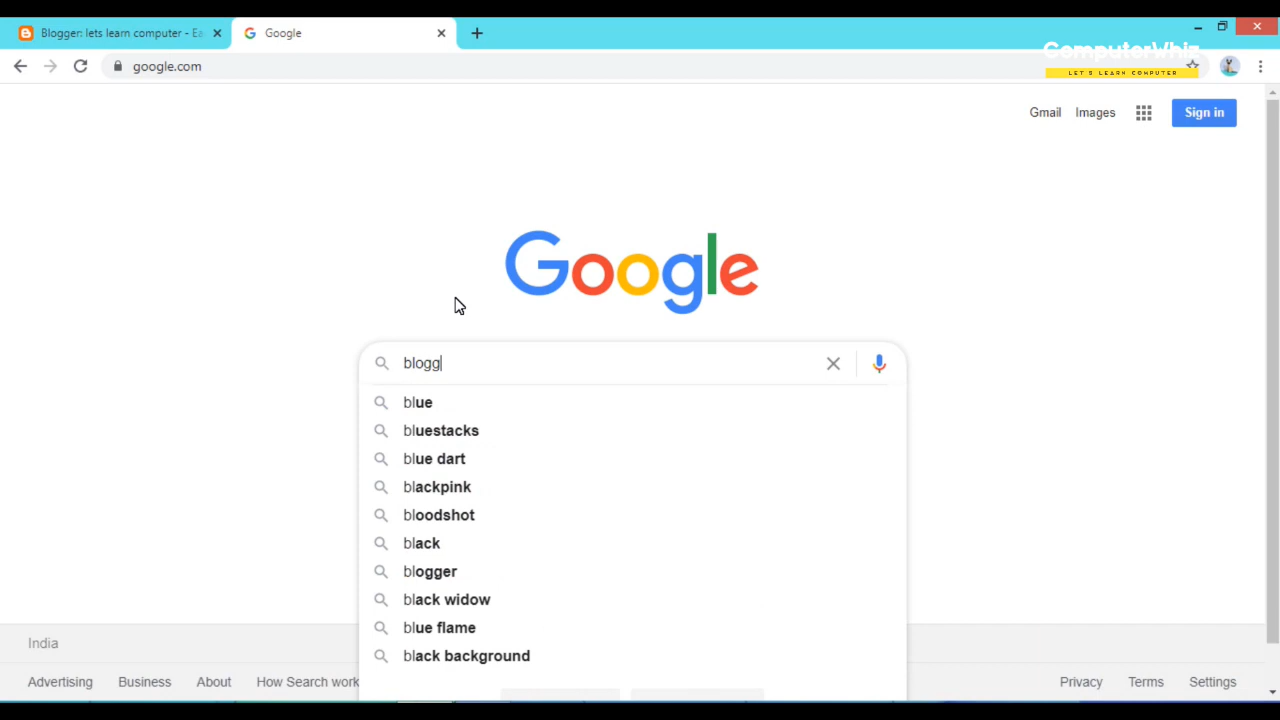 Blogger: lets learn computer - Ea
Google
ComputerWhiz
LET'S LEARN COMPUTER
google.com
Gmail Images Sign in
Google
blogg
blue
bluestacks
blue dart
blackpink
bloodshot
black
blogger
black widow
blue flame
black background
India
Advertising Business About How Search work
Privacy Terms Settings